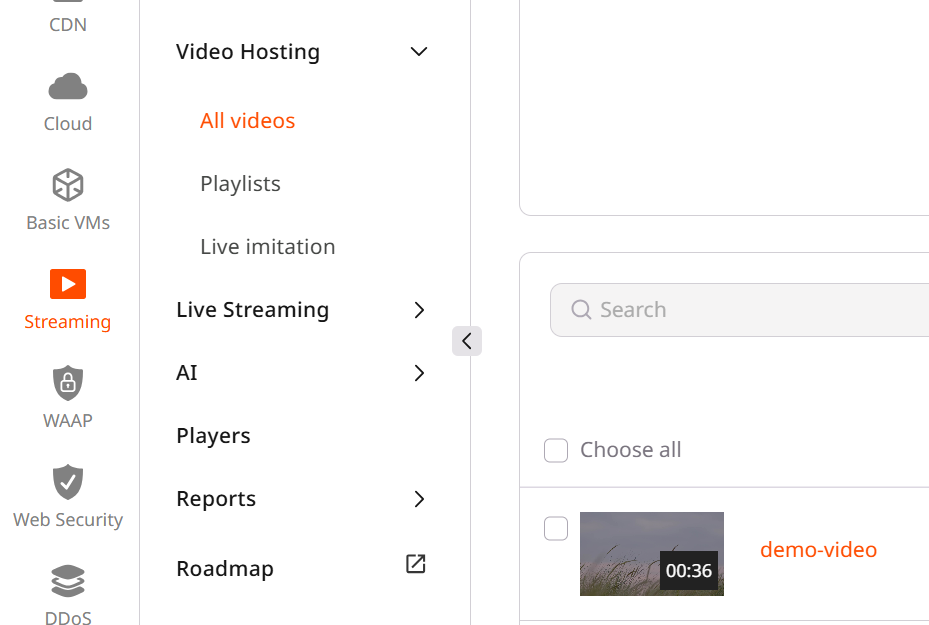 CDN
Cloud
Basic VMs
Streaming
WAAP
Web Security
DDoS
Video Hosting
All videos
Playlists
Live imitation
Live Streaming
AI
Players
Reports
Roadmap
Search
Choose all
00:36
demo-video